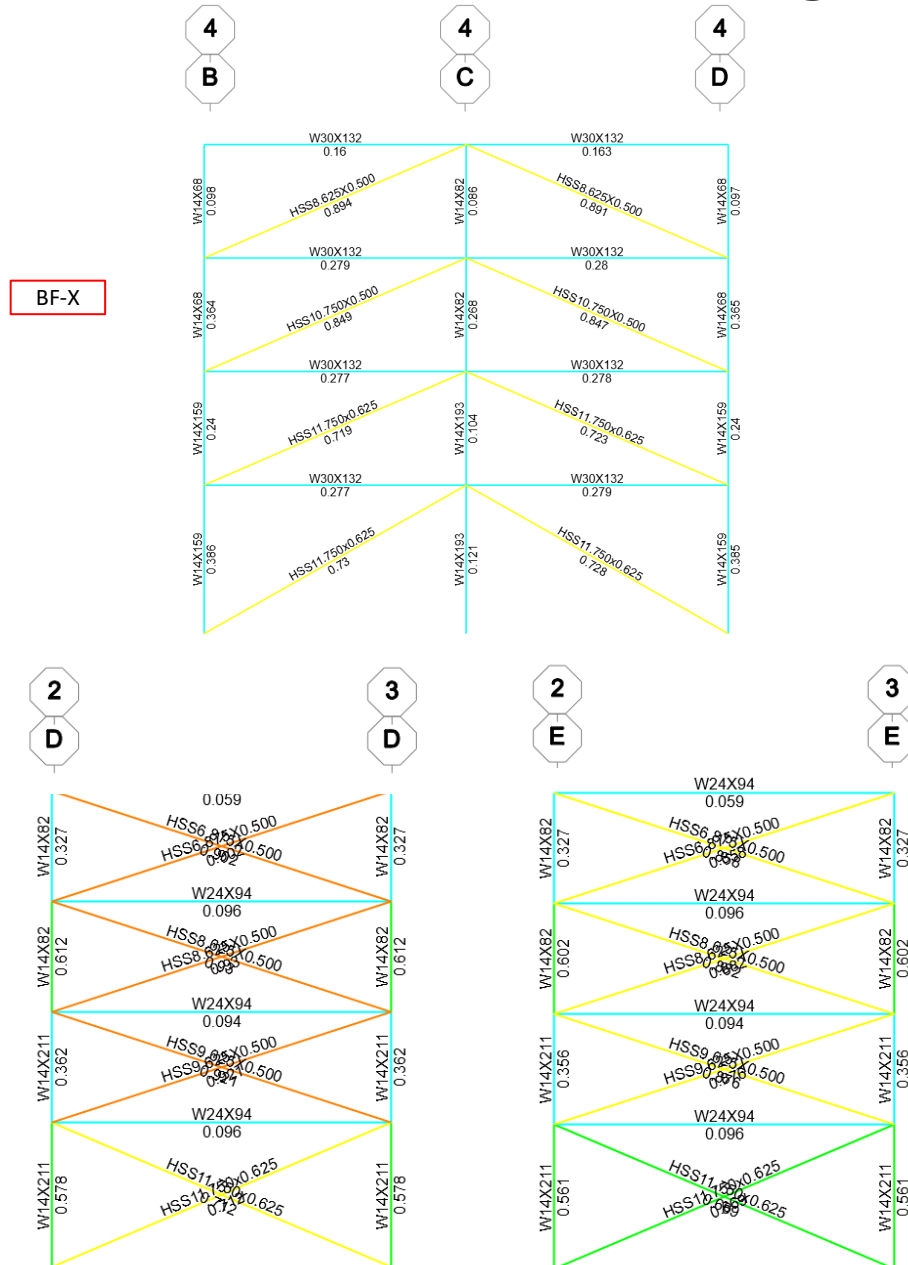 4
4
4
B
C
D
W30X132
W30X132
0.16
0.163
W14X68
0.098
HSS8.625X0.500
0.894
W14X82
0.086
HSS8.625X0.500
0.891
W14X68
0.097
W30X132
W30X132
0.279
0.28
BF-X
W14X68
0.364
HSS10.750X0.500
0.849
W14X82
0.268
HSS10.750X0.500
0.847
W14X68
0.365
W30X132
W30X132
0.277
0.278
W14X159
0.24
HSS11.750x0.625
0.719
W14X193
0.104
HSS11.750x0.625
0.723
W14X159
0.24
W30X132
W30X132
0.277
0.279
W14X159
0.386
HSS11.750x0.625
0.73
W14X193
0.121
HSS11.750x0.625
0.728
W14X159
0.385
2
3
D
D
0.059
W14X82
0.327
W14X82
0.327
W24X94
0.096
W14X82
0.612
W14X82
0.612
W24X94
0.094
W14X211
0.362
W14X211
0.362
W24X94
0.096
W14X211
0.578
W14X211
0.578
2
3
E
E
W24X94
0.059
W14X82
0.327
W14X82
0.327
W24X94
0.096
W14X82
0.602
W14X82
0.602
W24X94
0.094
W14X211
0.356
W14X211
0.356
W24X94
0.096
W14X211
0.561
W14X211
0.561